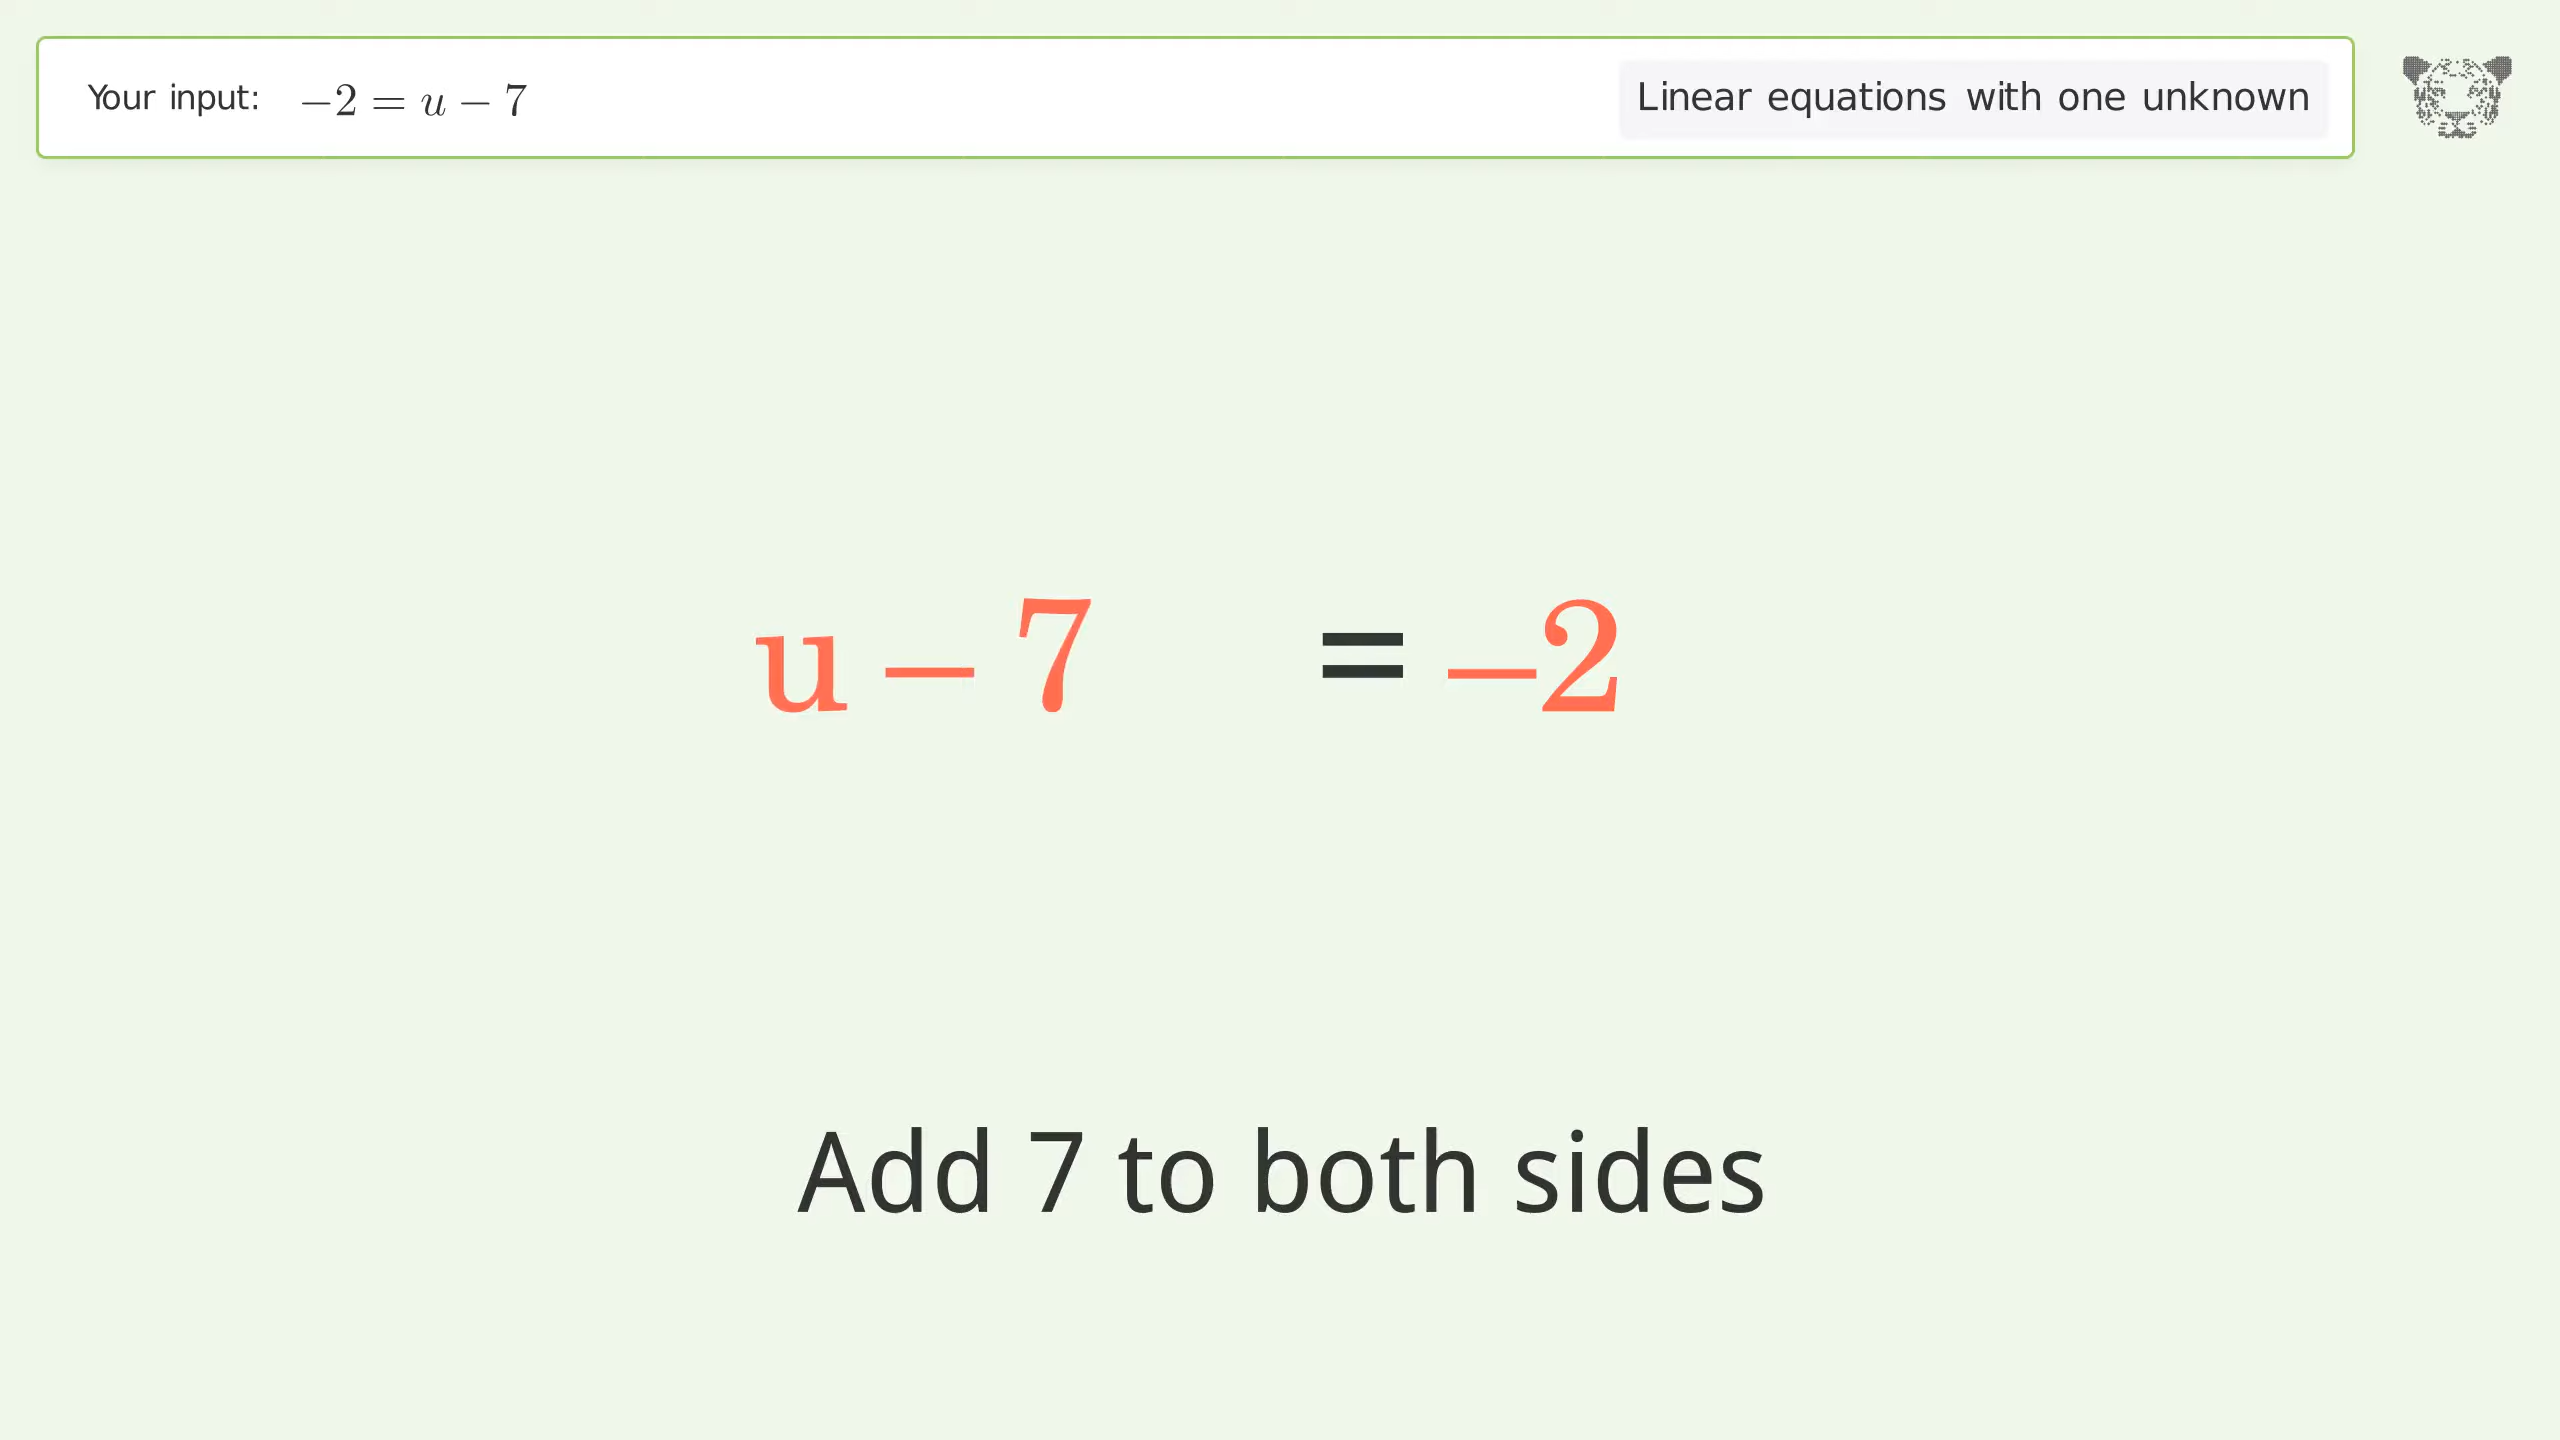 Your input: −2 = u − 7
Linear equations with one unknown
u − 7 = −2
Add 7 to both sides